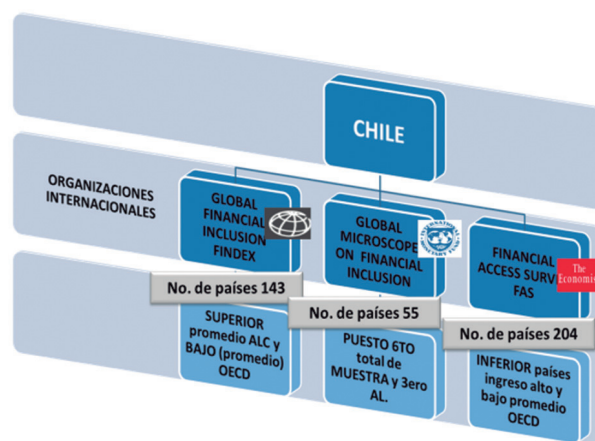 CHILE
ORGANIZACIONES
INTERNACIONALES
GLOBAL
FINANCIAL
INCLUSION
FINDEX
GLOBAL
MICROSCOPE
ON FINANCIAL
INCLUSION
FINANCIAL
ACCESS
FAS
The
Economist
No. de países 143
No. de países 55
No. de países 204
SUPERIOR
promedio ALC y
BAJO (promedio)
OECD
PUESTO 6TO
total de
MUESTRA y 3ero
AL.
INFERIOR países
ingreso alto y
bajo promedio
OECD